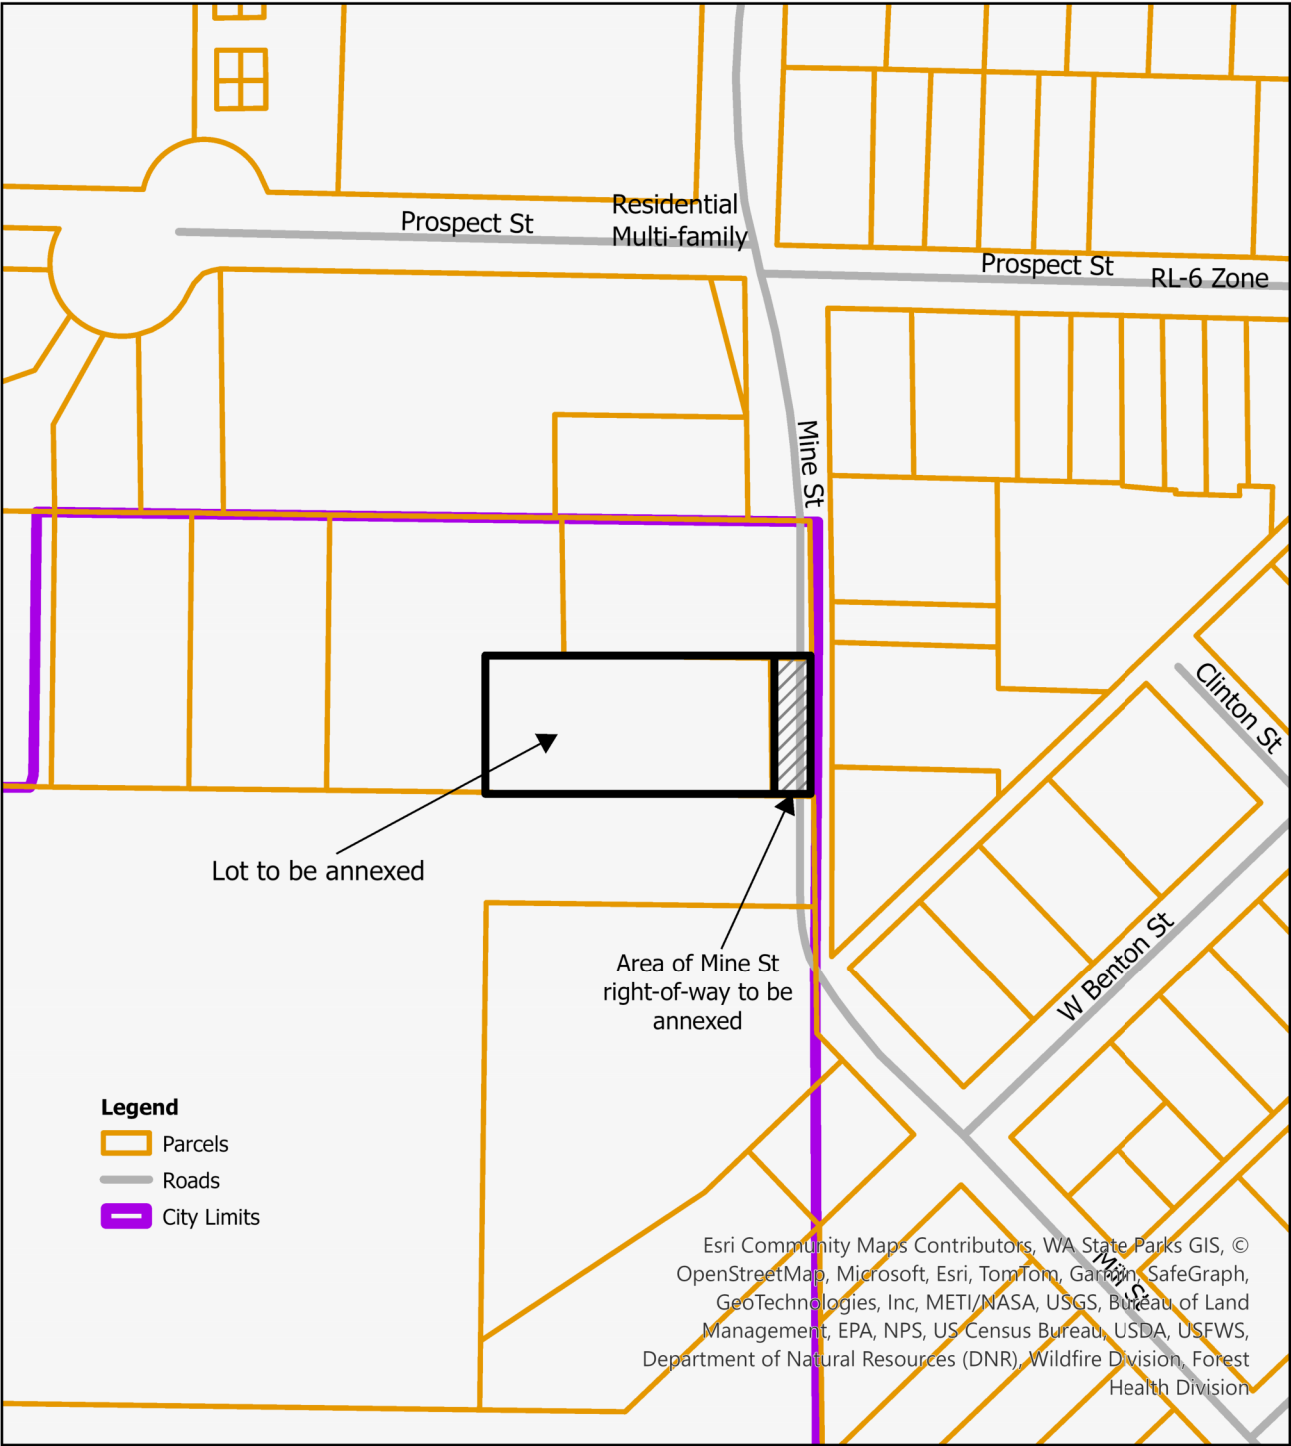 Residential
Multi-family
Prospect St
Prospect St
RL-6 Zone
Mine St
Clinton St
Lot to be annexed
W Benton St
Area of Mine St
right-of-way to be
annexed
Legend
Parcels
Roads
City Limits
Mill St
Esri Community Maps Contributors, WA State Parks GIS, ©
OpenStreetMap, Microsoft, Esri, TomTom, Garmin, SafeGraph,
GeoTechnologies, Inc, METI/NASA, USGS, Bureau of Land
Management, EPA, NPS, US Census Bureau, USDA, USFWS,
Department of Natural Resources (DNR), Wildfire Division, Forest
Health Division